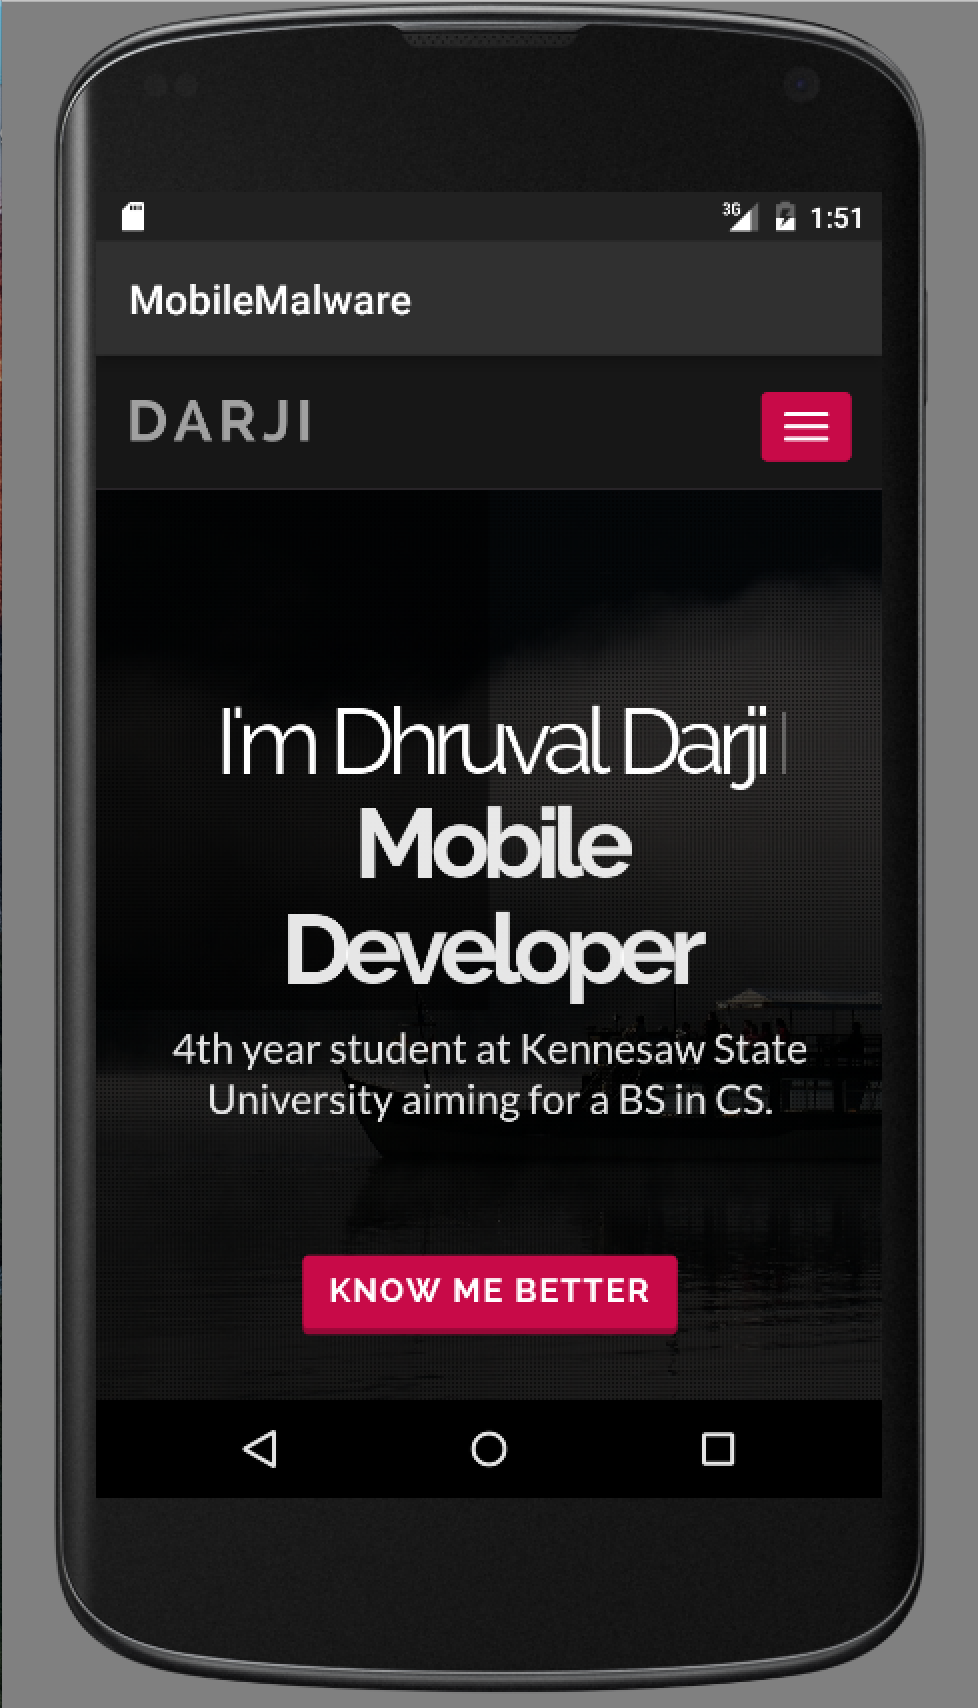 3G 1:51
MobileMalware
DARJI
I'm Dhruval Darji
Mobile
Developer
4th year student at Kennesaw State
University aiming for a BS in CS.
KNOW ME BETTER